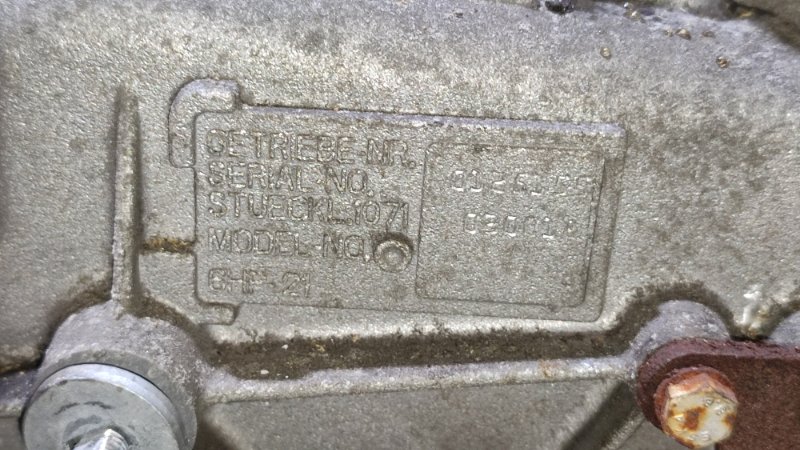 GETRIEBE-NR.
SERIAL-NO.
STUECKL.1071
MODEL-NO.
6HP-21